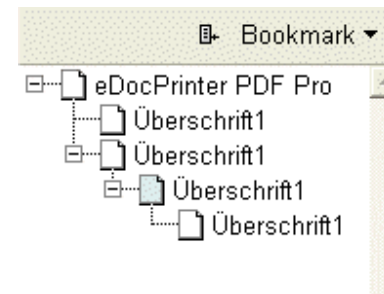 Bookmark
eDocPrinter PDF Pro
Überschrift1
Überschrift1
Überschrift1
Überschrift1